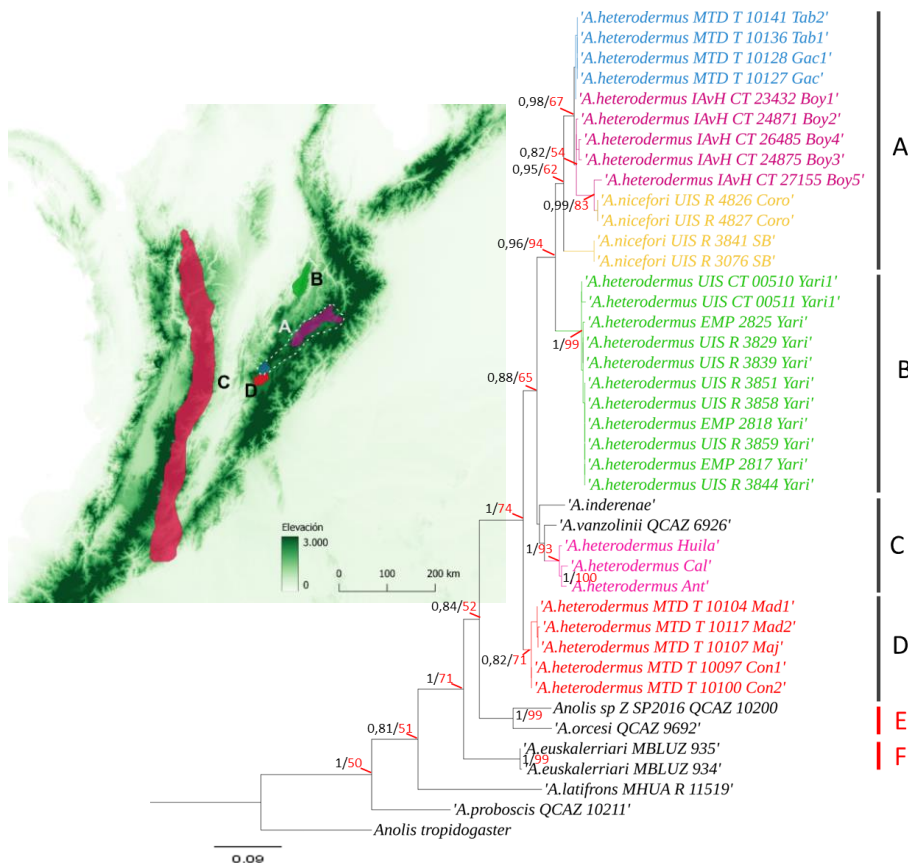 'A.heterodermus MTD T 10141 Tab2'
'A.heterodermus MTD T 10136 Tab1'
'A.heterodermus MTD T 10128 Gac1'
'A.heterodermus MTD T 10127 Gac'
0,98/67
'A.heterodermus IAvH CT 23432 Boy1'
'A.heterodermus IAvH CT 24871 Boy2'
'A.heterodermus IAvH CT 26485 Boy4'
0,82/54
'A.heterodermus IAvH CT 24875 Boy3'
A
0,95/62
'A.heterodermus IAvH CT 27155 Boy5'
'A.nicefori UIS R 4826 Coro'
0,99/83
'A.nicefori UIS R 4827 Coro'
0,96/94
'A.nicefori UIS R 3841 SB'
'A.nicefori UIS R 3076 SB'
'A.heterodermus UIS CT 00510 Yari1'
'A.heterodermus UIS CT 00511 Yari1'
'A.heterodermus EMP 2825 Yari'
'A.heterodermus UIS R 3829 Yari'
1/99
'A.heterodermus UIS R 3839 Yari'
B
0,88/65
'A.heterodermus UIS R 3851 Yari'
'A.heterodermus UIS R 3858 Yari'
'A.heterodermus EMP 2818 Yari'
'A.heterodermus UIS R 3859 Yari'
'A.heterodermus EMP 2817 Yari'
'A.heterodermus UIS R 3844 Yari'
1/74
'A.inderenae'
'A.vanzolinii QCAZ 6926'
1/93
'A.heterodermus Huila'
C
'A.heterodermus Cal'
1/100
'A.heterodermus Ant'
0,84/52
'A.heterodermus MTD T 10104 Mad1'
'A.heterodermus MTD T 10117 Mad2'
'A.heterodermus MTD T 10107 Maj'
D
0,82/71
'A.heterodermus MTD T 10097 Con1'
'A.heterodermus MTD T 10100 Con2'
1/71
Anolis sp Z SP2016 QCAZ 10200
1/99
E
'A.orcesi QCAZ 9692'
0,81/51
'A.euskalerriari MBLUZ 935'
1/99
F
'A.euskalerriari MBLUZ 934'
1/50
'A.latifrons MHUA R 11519'
'A.proboscis QCAZ 10211'
Anolis tropidogaster
0.09
B
A
C
D
Elevación
3.000
0
0 100 200 km